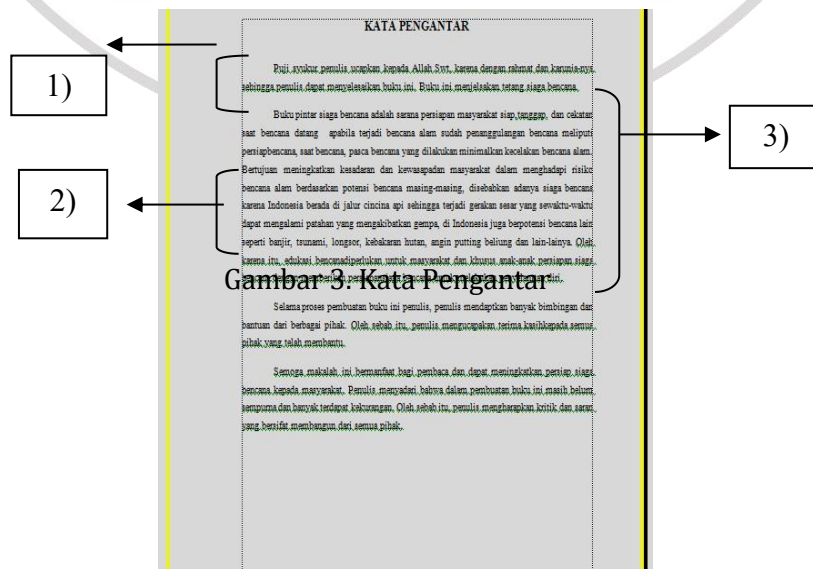 KATA PENGANTAR
1)
Puji syukur penulis ucapkan kepada Allah Swt, karena dengan rahmat dan karunia-nya
sehingga penulis dapat menyelesaikan buku ini. Buku ini menjelsakan tetang siaga bencana.
Buku pintar siaga bencana adalah sarana persiapan masyarakat siap,tanggap, dan cekatan
saat bencana datang apabila terjadi bencana alam sudah penanggulangan bencana meliputi
persiapbencana, saat bencana, pasca bencana yang dilakukan minimalkan kecelakan bencana alam.
3)
Bertujuan meningkatkan kesadaran dan kewaspadaan masyarakat dalam menghadapi risiko
bencana alam berdasarkan potensi bencana masing-masing, disebabkan adanya siaga bencana
2)
karena Indonesia berada di jalur cincina api sehingga terjadi gerakan sesar yang sewaktu-waktu
dapat mengalami patahan yang mengakibatkan gempa, di Indonesia juga berpotensi bencana lain
seperti banjir, tsunami, longsor, kebakaran hutan, angin putting beliung dan lain-lainya. Oleh
karena itu, edukasi bencanadiperlukan untuk masyarakat dan khusus anak-anak persiapan siaga
Gambar 3. Kata Pengantar
Selama proses pembuatan buku ini penulis, penulis mendaptkan banyak bimbingan dan
bantuan dari berbagai pihak. Oleh sebab itu, penulis mengucapakan terima kasihkepada semua
pihak yang telah membantu.
Semoga makalah ini bermanfaat bagi pembaca dan dapat meningkatkan persiap siaga
bencana kepada masyarakat. Penulis menyadari bahwa dalam pembuatan buku ini masih belum
sempurna dan banyak terdapat kekurangan. Oleh sebab itu, penulis mengharapkan kritik dan saran
yang bersifat membangun dari semua pihak.